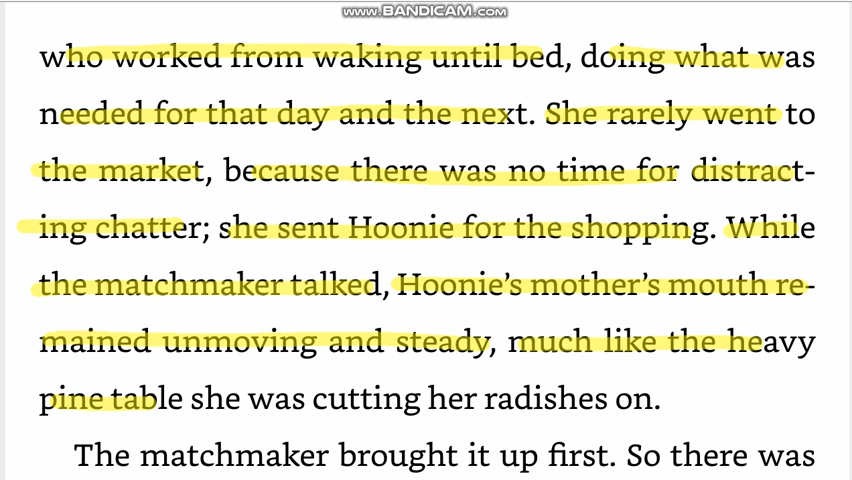 WWW.BANDICAM.COM
who worked from waking until bed, doing what was
needed for that day and the next. She rarely went to
the market, because there was no time for distract-
ing chatter; she sent Hoonie for the shopping. While
the matchmaker talked, Hoonie’s mother’s mouth re-
mained unmoving and steady, much like the heavy
pine table she was cutting her radishes on.
The matchmaker brought it up first. So there was